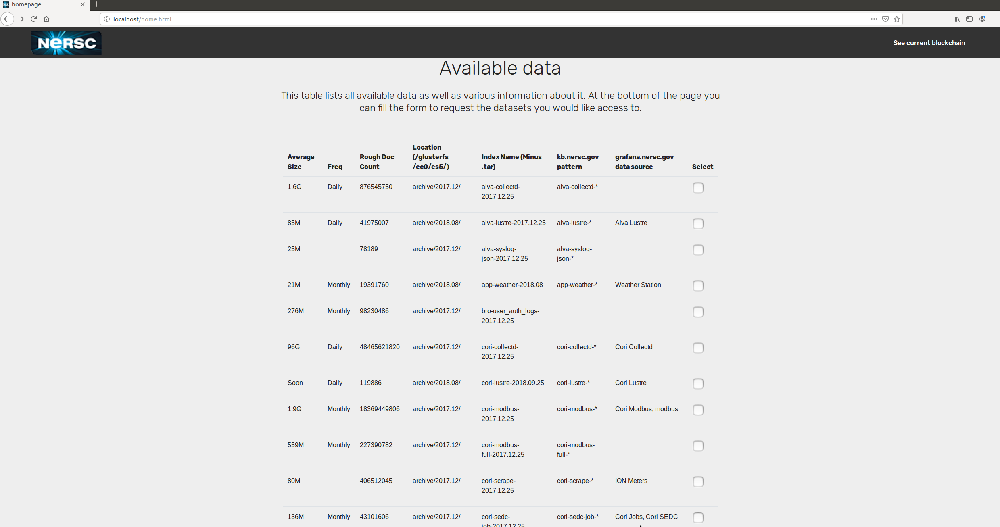 homepage
localhost/home.html
NERSC
See current blockchain
Available data
This table lists all available data as well as various information about it. At the bottom of the page you
can fill the form to request the datasets you would like access to.
Average Size Freq Rough Doc Count Location (/glusterfs /ec0/es5/) Index Name (Minus .tar) kb.nersc.gov pattern grafana.nersc.gov data source Select
1.6G Daily 876545750 archive/2017.12/ alva-collectd- alva-collectd-*
2017.12.25
85M Daily 41975007 archive/2018.08/ alva-lustre-2017.12.25 alva-lustre-* Alva Lustre
25M 78189 archive/2017.12/ alva-syslog- alva-syslog-
json-2017.12.25 json-*
21M Monthly 19391760 archive/2018.08/ app-weather-2018.08 app-weather-* Weather Station
276M Monthly 98230486 archive/2017.12/ bro-user_auth_logs-
2017.12.25
96G Daily 48465621820 archive/2017.12/ cori-collectd- cori-collectd-* Cori Collectd
2017.12.25
Soon Daily 119886 archive/2018.08/ cori-lustre-2018.09.25 cori-lustre-* Cori Lustre
1.9G Monthly 18369449806 archive/2017.12/ cori-modbus- cori-modbus-* Cori Modbus, modbus
2017.12.25
559M Monthly 227390782 archive/2017.12/ cori-modbus- cori-modbus-
full-2017.12.25 full-*
80M 406512045 archive/2017.12/ cori-scrape- cori-scrape-* ION Meters
2017.12.25
136M Monthly 43101606 archive/2017.12/ cori-sedc- cori-sedc-job-* Cori Jobs, Cori SEDC
job-2017.12.25